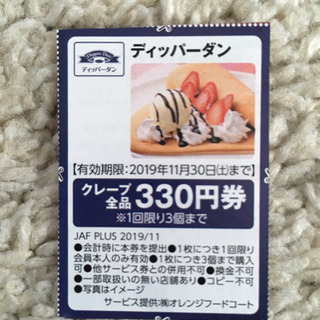 Dipper Dan
ディッパーダン
ディッパーダン
【有効期限:2019年11月30日(土)まで】
クレープ全品 330円券
※1回限り3個まで
JAF PLUS 2019/11
●会計時に本券を提出●1枚につき1回限り
会員本人のみ有効●1枚につき3個まで購入
可●他サービス券との併用不可●換金不可
●一部取扱いの無い店舗あり●コピー不可
●写真はイメージ
サービス提供:㈱オレンジフードコート